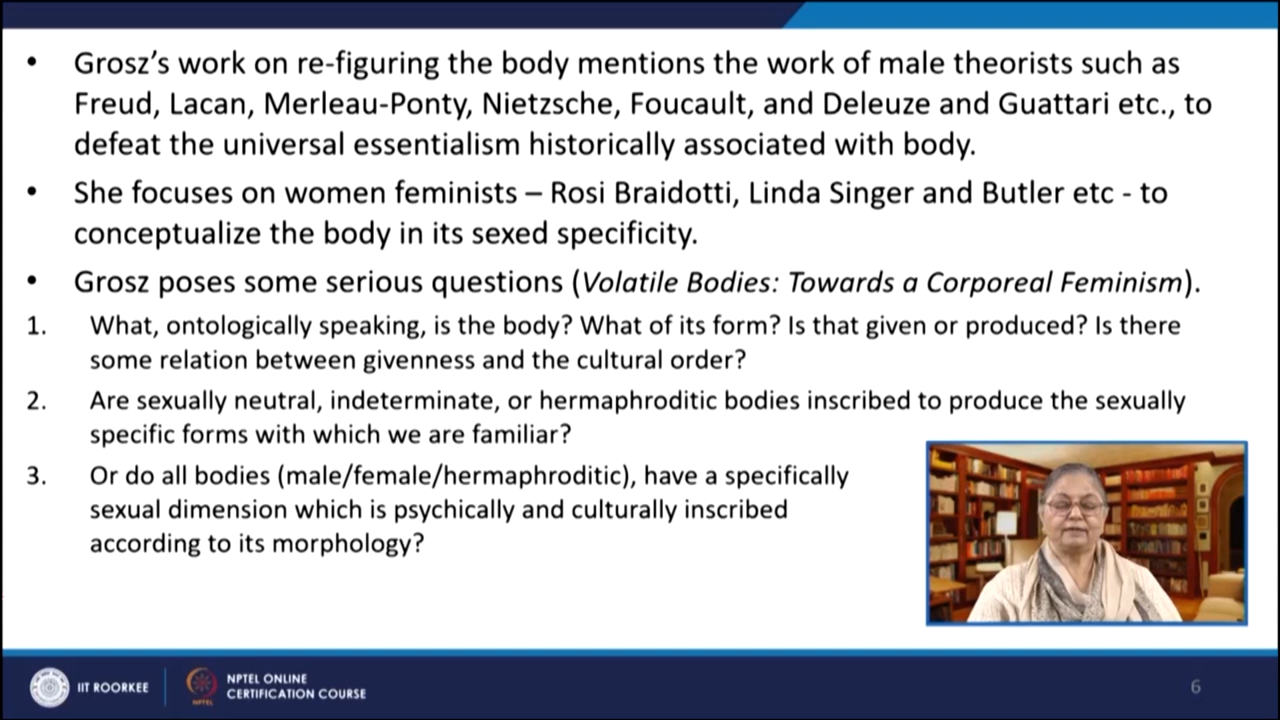 • Grosz’s work on re-figuring the body mentions the work of male theorists such as
Freud, Lacan, Merleau-Ponty, Nietzsche, Foucault, and Deleuze and Guattari etc., to
defeat the universal essentialism historically associated with body.
• She focuses on women feminists – Rosi Braidotti, Linda Singer and Butler etc - to
conceptualize the body in its sexed specificity.
• Grosz poses some serious questions (Volatile Bodies: Towards a Corporeal Feminism).
1. What, ontologically speaking, is the body? What of its form? Is that given or produced? Is there
some relation between givenness and the cultural order?
2. Are sexually neutral, indeterminate, or hermaphroditic bodies inscribed to produce the sexually
specific forms with which we are familiar?
3. Or do all bodies (male/female/hermaphroditic), have a specifically
sexual dimension which is psychically and culturally inscribed
according to its morphology?
IIT ROORKEE
NPTEL
NPTEL ONLINE
CERTIFICATION COURSE
6